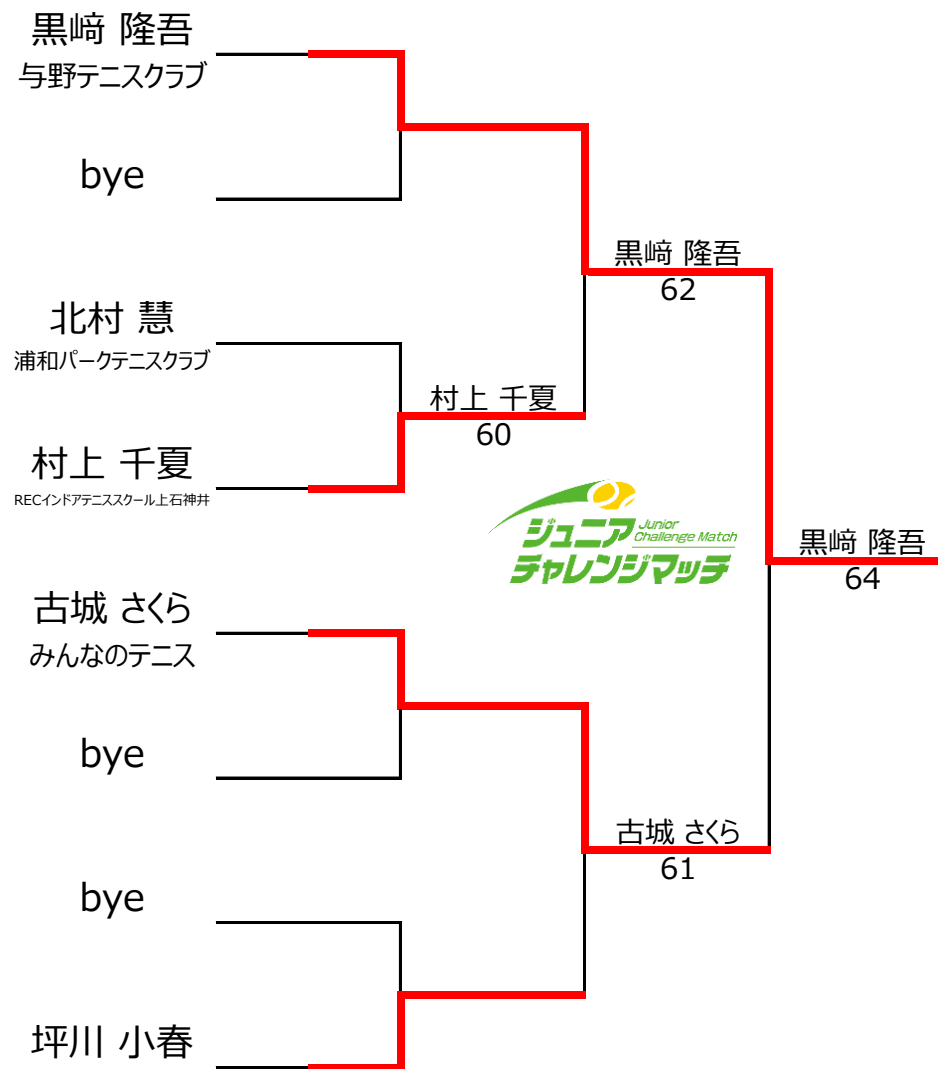 黒﨑 隆吾
与野テニスクラブ
bye
北村 慧
浦和パークテニスクラブ
村上 千夏
RECインドアテニススクール上石神井
古城 さくら
みんなのテニス
bye
bye
坪川 小春
村上 千夏
60
黒﨑 隆吾
62
古城 さくら
61
黒﨑 隆吾
64
ジュニア
Junior
Challenge Match
チャレンジマッチ